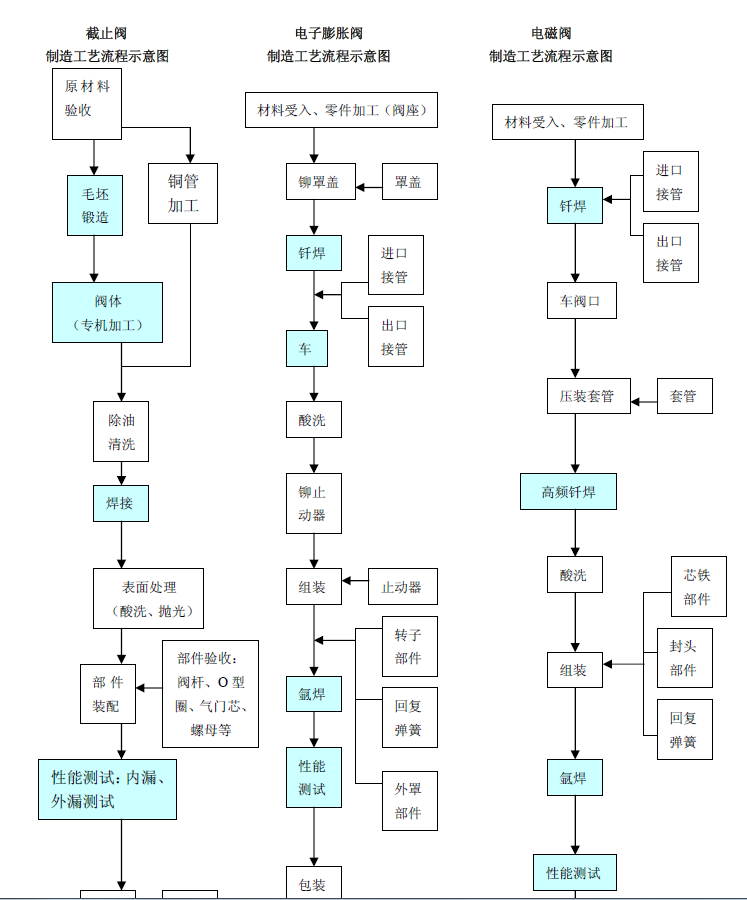 截止阀
制造工艺流程示意图
原材料
验收
毛坯
锻造
铜管
加工
阀体
（专机加工）
除油
清洗
焊接
表面处理
（酸洗、抛光）
部件
装配
部件验收：
阀杆、O 型
圈、气门芯、
螺母等
性能测试：内漏、
外漏测试
电子膨胀阀
制造工艺流程示意图
材料受入、零件加工（阀座）
铆罩盖
罩盖
钎焊
进口
接管
出口
接管
车
酸洗
铆止
动器
组装
止动器
转子
部件
氩焊
回复
弹簧
性能
测试
外罩
部件
包装
电磁阀
制造工艺流程示意图
材料受入、零件加工
进口
接管
钎焊
出口
接管
车阀口
压装套管
套管
高频钎焊
酸洗
芯铁
部件
组装
封头
部件
回复
弹簧
氩焊
性能测试